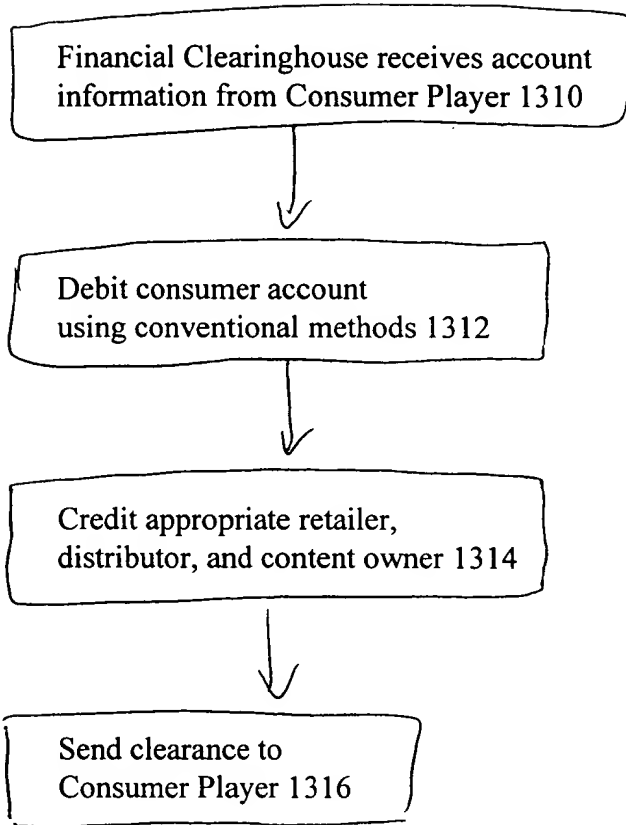 Financial Clearinghouse receives account
information from Consumer Player 1310
Debit consumer account
using conventional methods 1312
Credit appropriate retailer,
distributor, and content owner 1314
Send clearance to
Consumer Player 1316